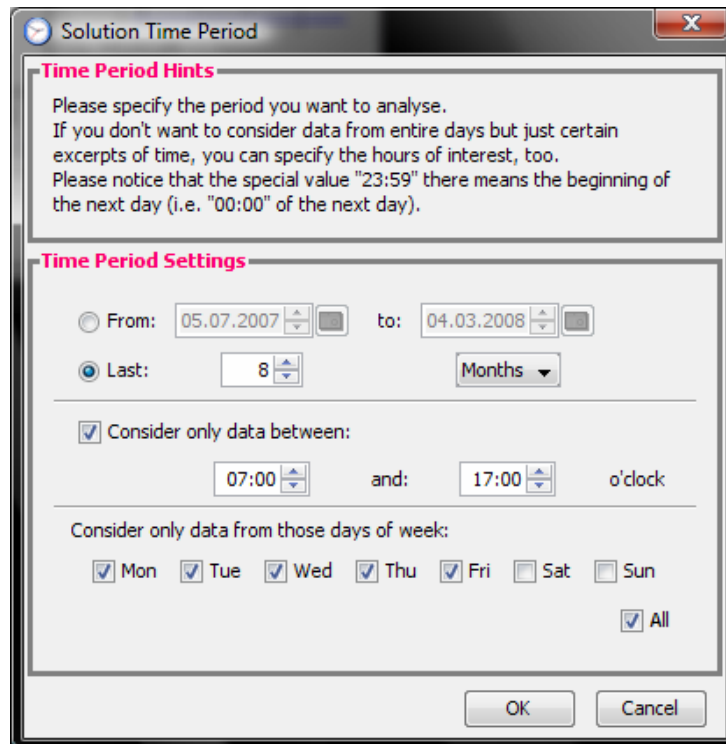 Solution Time Period
Time Period Hints
Please specify the period you want to analyse.
If you don't want to consider data from entire days but just certain
excerpts of time, you can specify the hours of interest, too.
Please notice that the special value "23:59" there means the beginning of
the next day (i.e. "00:00" of the next day).
Time Period Settings
From: 05.07.2007 to: 04.03.2008
Last: 8 Months
Consider only data between:
07:00 and: 17:00 o'clock
Consider only data from those days of week:
Mon Tue Wed Thu Fri Sat Sun
All
OK Cancel